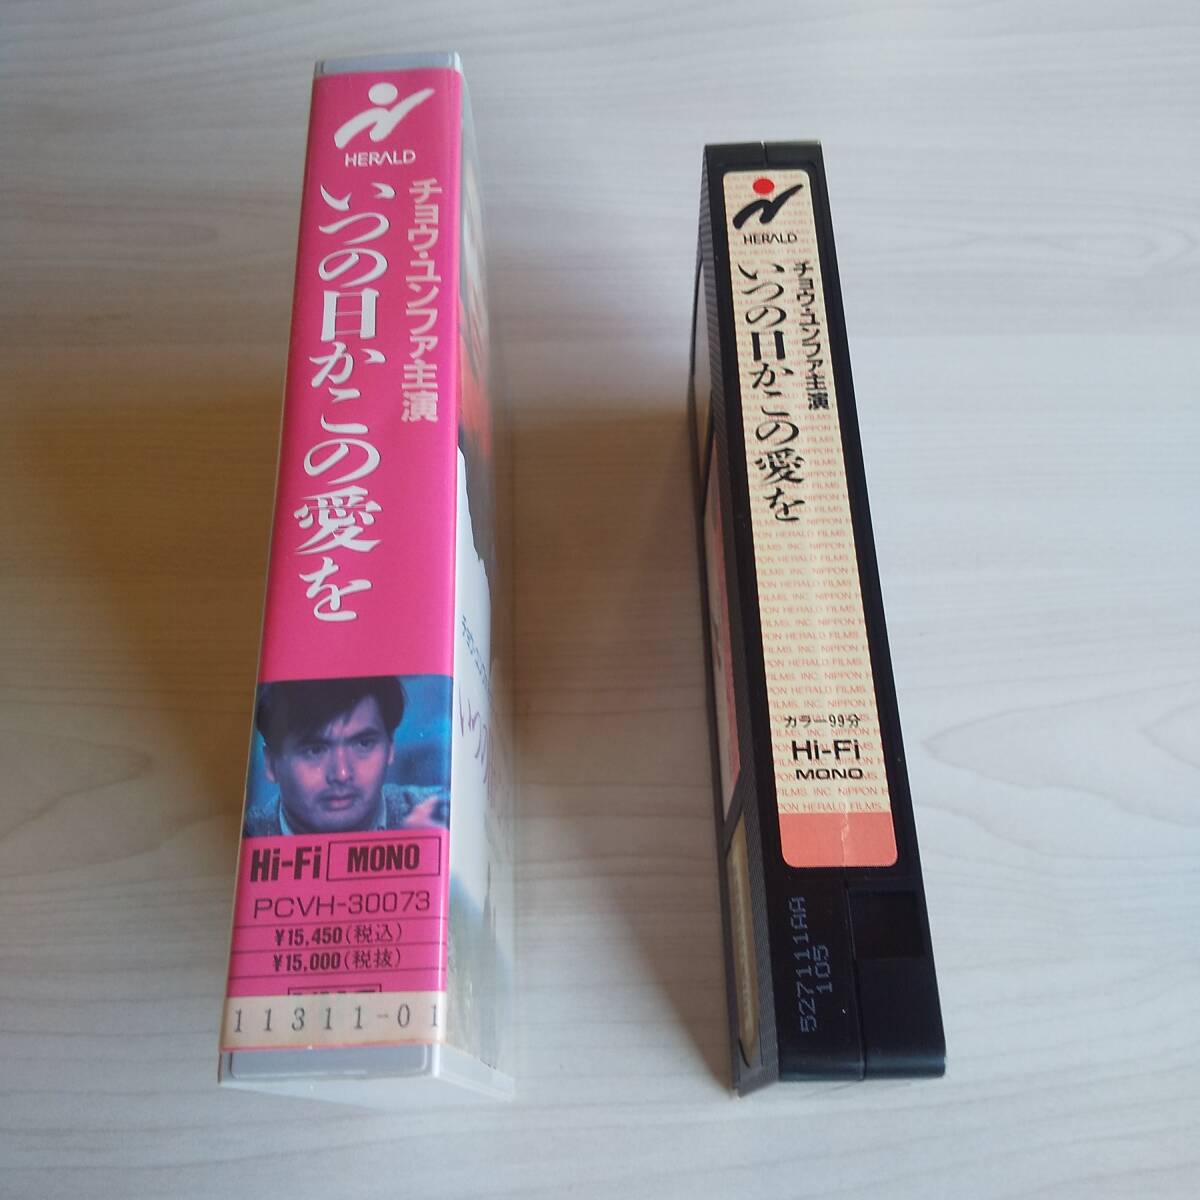 HERALD
チョウ・ユンファ主演
いつの日かこの愛を
Hi-Fi MONO
PCVH-30073
¥15,450(税込)
¥15,000(税抜)
11311-01
HERALD
チョウ・ユンファ主演
いつの日かこの愛を
カラー99分
Hi-Fi
MONO
527111AA
105